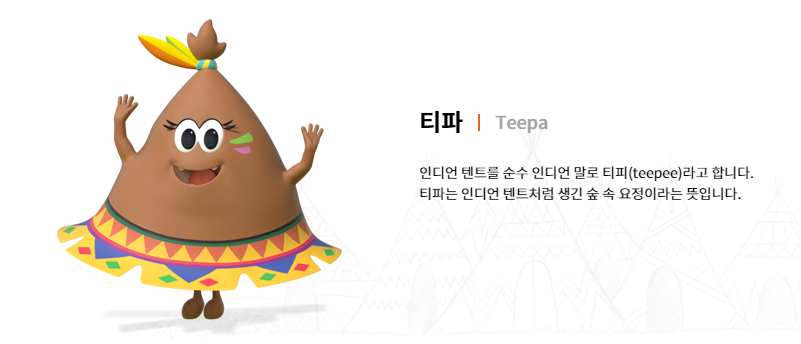 티파 | Teepa
인디언 텐트를 순수 인디언 말로 티피(teepee)라고 합니다.
티파는 인디언 텐트처럼 생긴 숲 속 요정이라는 뜻입니다.